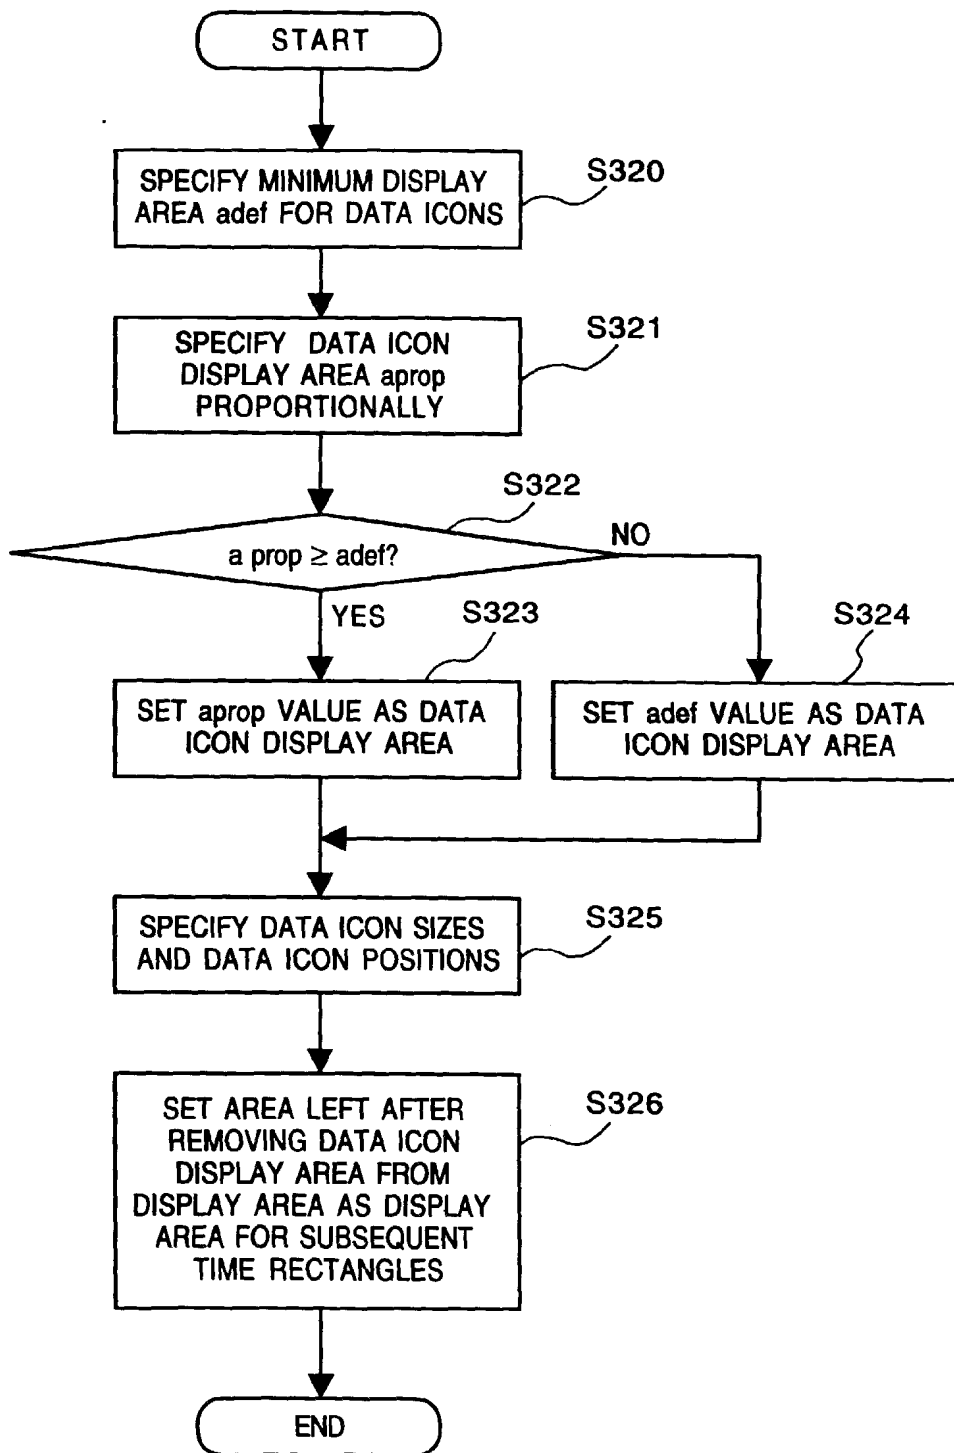 START
SPECIFY MINIMUM DISPLAY
AREA adef FOR DATA ICONS
S320
SPECIFY DATA ICON
DISPLAY AREA aprop
PROPORTIONALLY
S321
S322
a prop ≥ adef?
NO
YES
S323
S324
SET aprop VALUE AS DATA
ICON DISPLAY AREA
SET adef VALUE AS DATA
ICON DISPLAY AREA
SPECIFY DATA ICON SIZES
AND DATA ICON POSITIONS
S325
SET AREA LEFT AFTER
REMOVING DATA ICON
DISPLAY AREA FROM
DISPLAY AREA AS DISPLAY
AREA FOR SUBSEQUENT
TIME RECTANGLES
S326
END